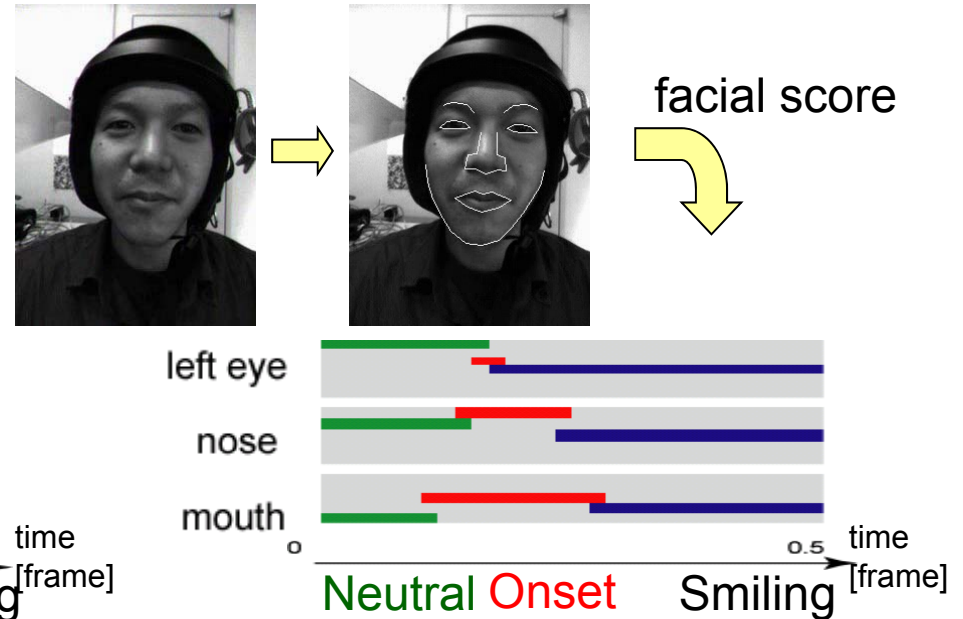 facial score
left eye
nose
mouth
time
[frame]
0
0.5
time
[frame]
g
Neutral Onset Smiling